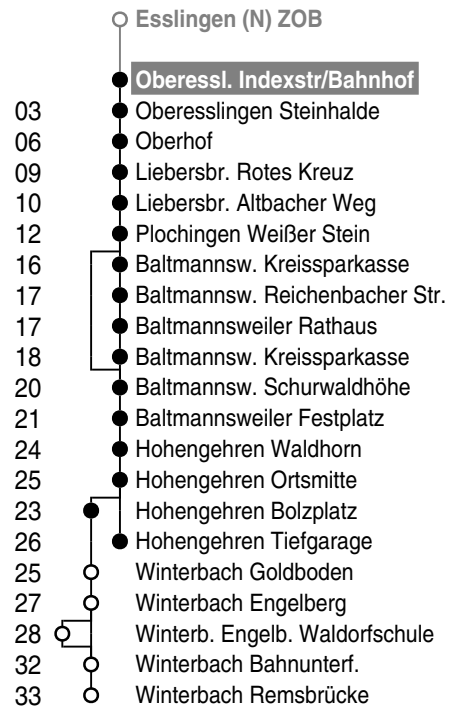 Esslingen (N) ZOB
Oberessl. Indexstr/Bahnhof
03 Oberesslingen Steinhalde
06 Oberhof
09 Liebersbr. Rotes Kreuz
10 Liebersbr. Altbacher Weg
12 Plochingen Weißer Stein
16 Baltmannsw. Kreissparkasse
17 Baltmannsw. Reichenbacher Str.
17 Baltmannsweiler Rathaus
18 Baltmannsw. Kreissparkasse
20 Baltmannsw. Schurwaldhöhe
21 Baltmannsweiler Festplatz
24 Hohengehren Waldhorn
25 Hohengehren Ortsmitte
23 Hohengehren Bolzplatz
26 Hohengehren Tiefgarage
25 Winterbach Goldboden
27 Winterbach Engelberg
28 Winterb. Engelb. Waldorfschule
32 Winterbach Bahnunterf.
33 Winterbach Remsbrücke